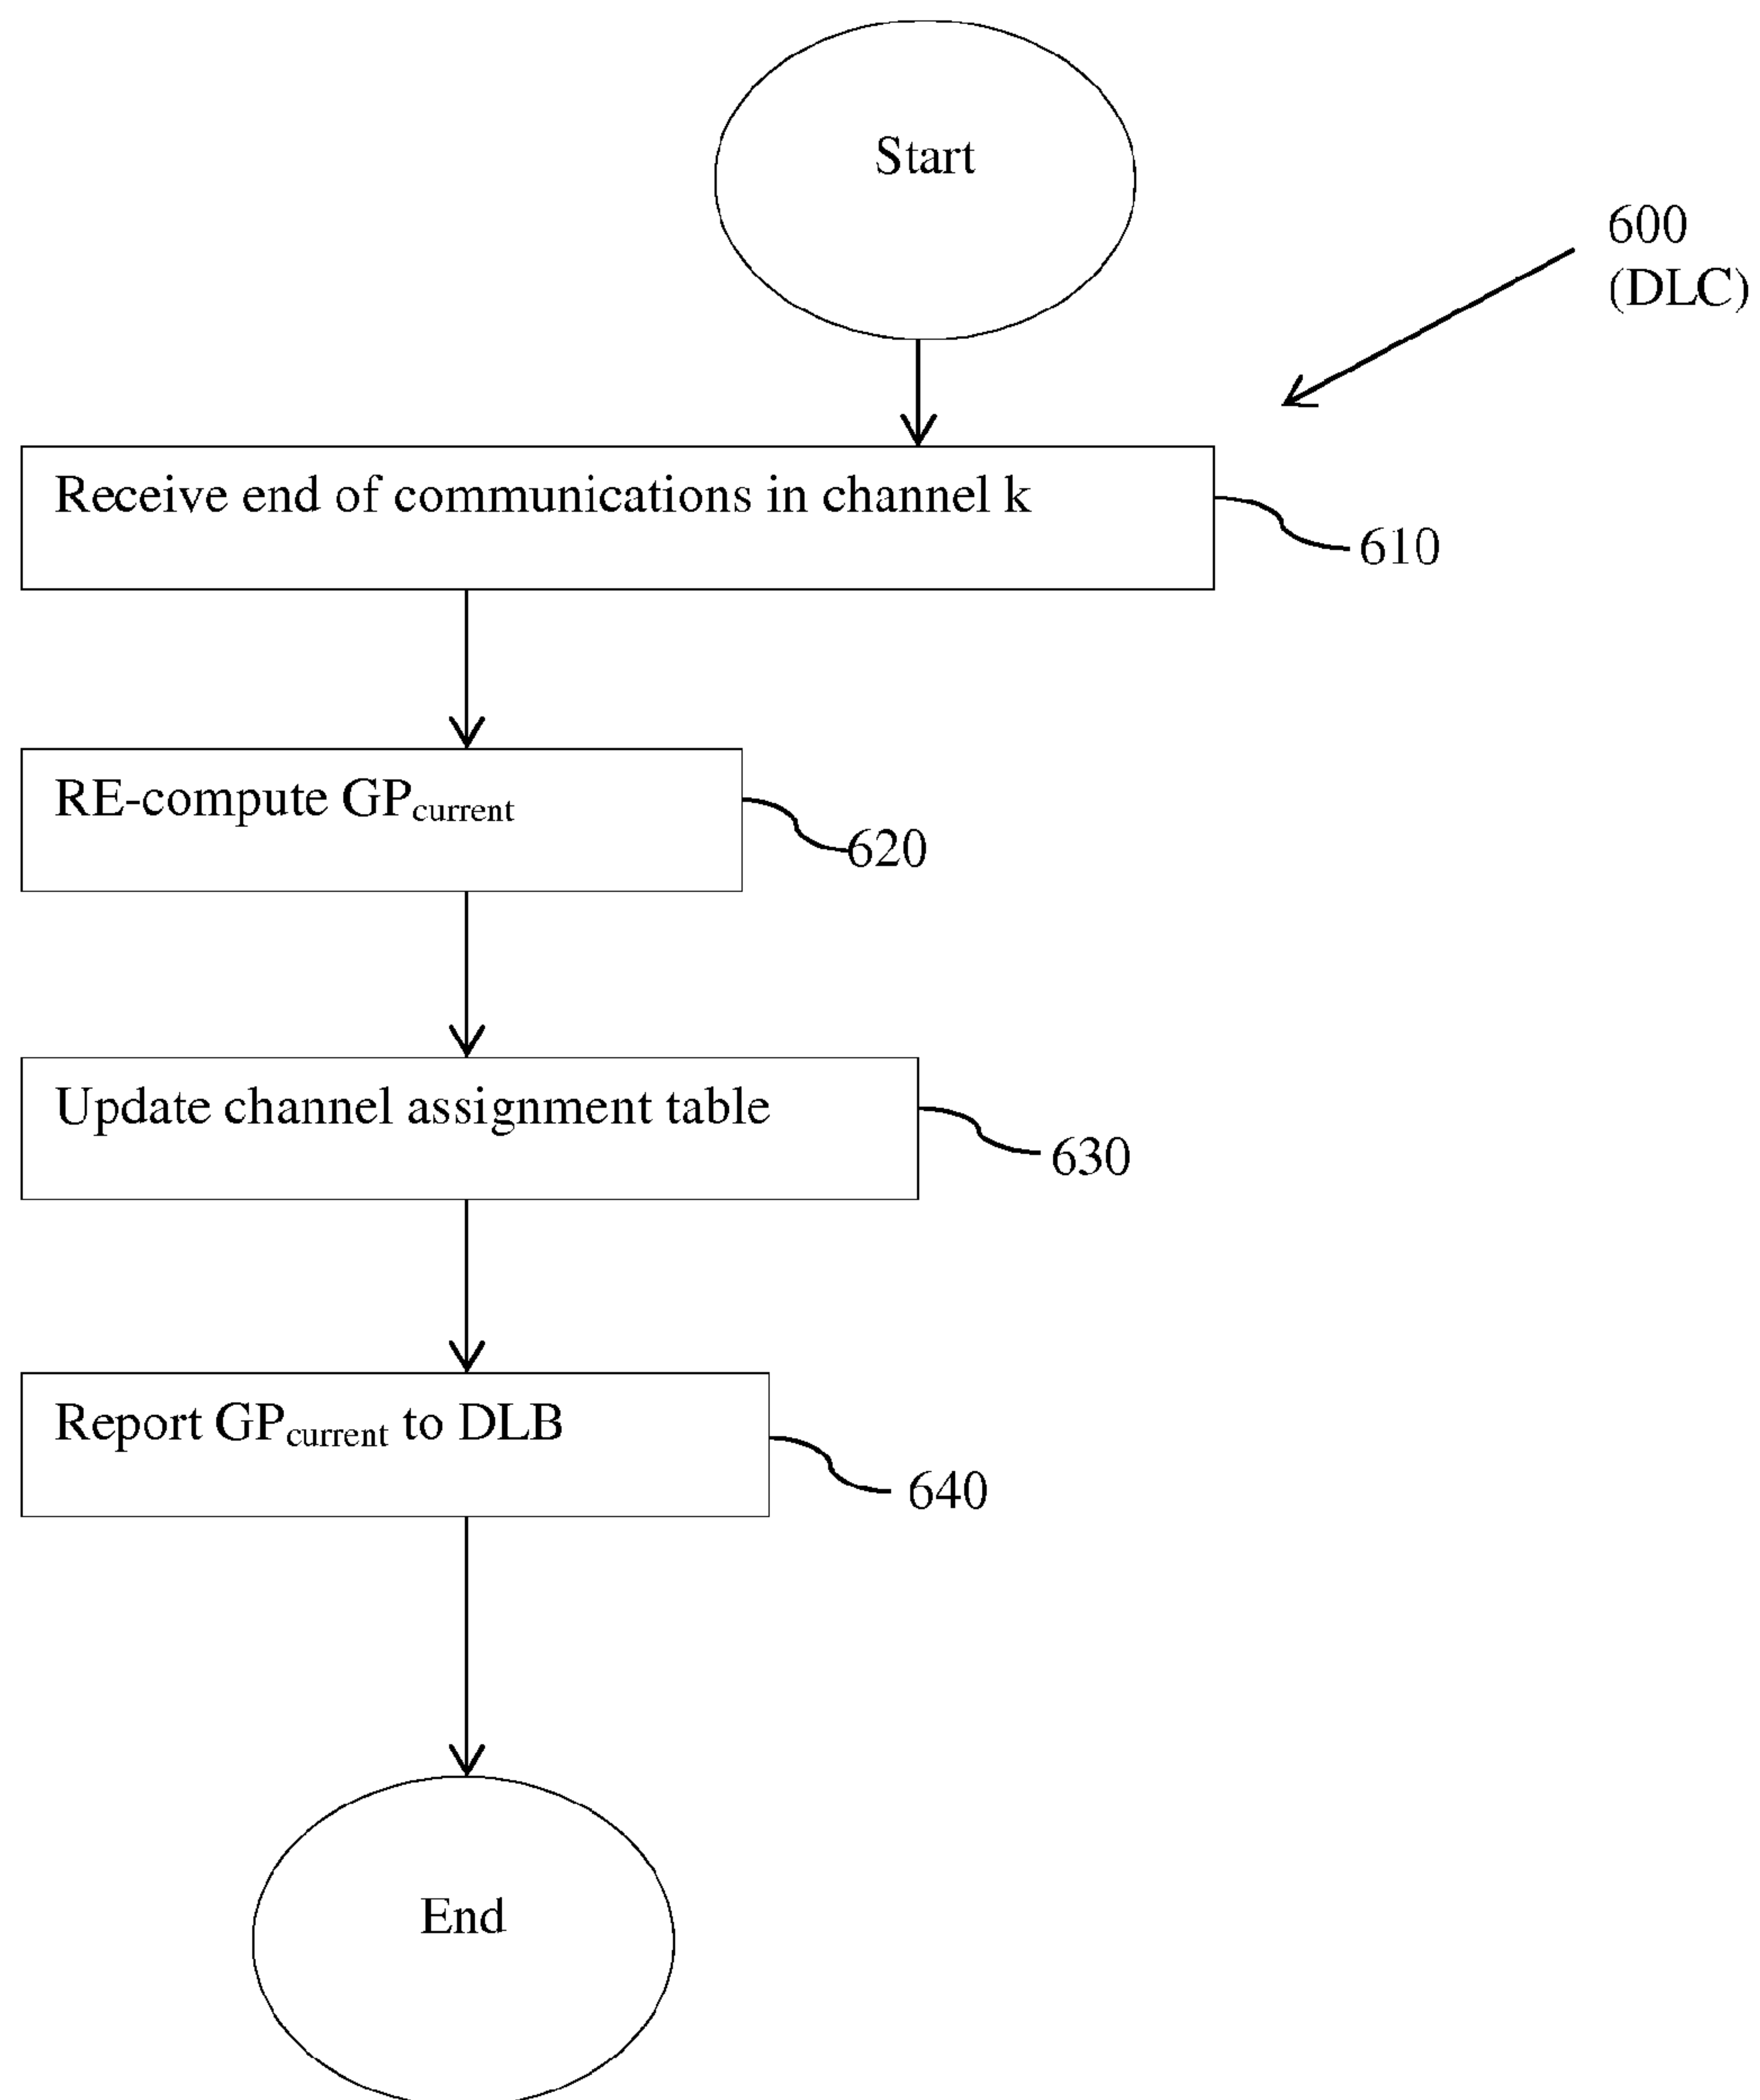 Start
600
(DLC)
Receive end of communications in channel k
610
RE-compute GPcurrent
620
Update channel assignment table
630
Report GPcurrent to DLB
640
End